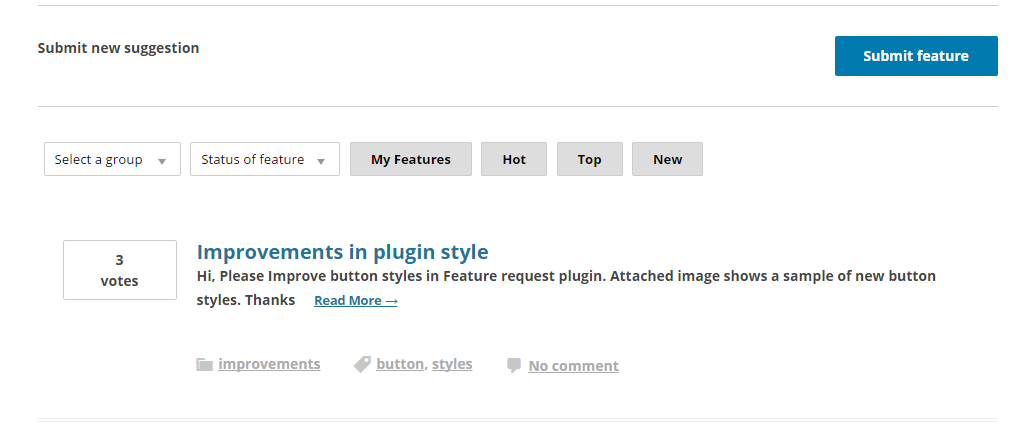 Submit new suggestion
Submit feature
Select a group
Status of feature
My Features
Hot
Top
New
3
votes
Improvements in plugin style
Hi, Please Improve button styles in Feature request plugin. Attached image shows a sample of new button
styles. Thanks Read More →
improvements
button, styles
No comment